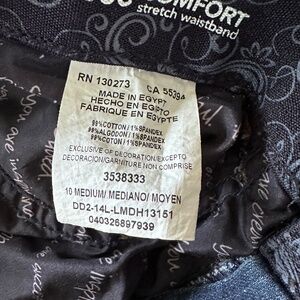 COMFORT
stretch waistband
RN 130273 CA 55394
MADE IN EGYPT
HECHO EN EGIPTO
FABRIQUE EN EGYPTE
99%COTTON/1%SPANDEX
99%ALGODON/1%SPANDEX
99%COTON/1%SPANDEX
EXCLUSIVE OF DECORATION/EXCEPTO
DECORACION/GARNITURE NON COMPRISE
3538333
10 MEDIUM/ MEDIANO/ MOYEN
DD2-14L-LMDH13151
040326897939